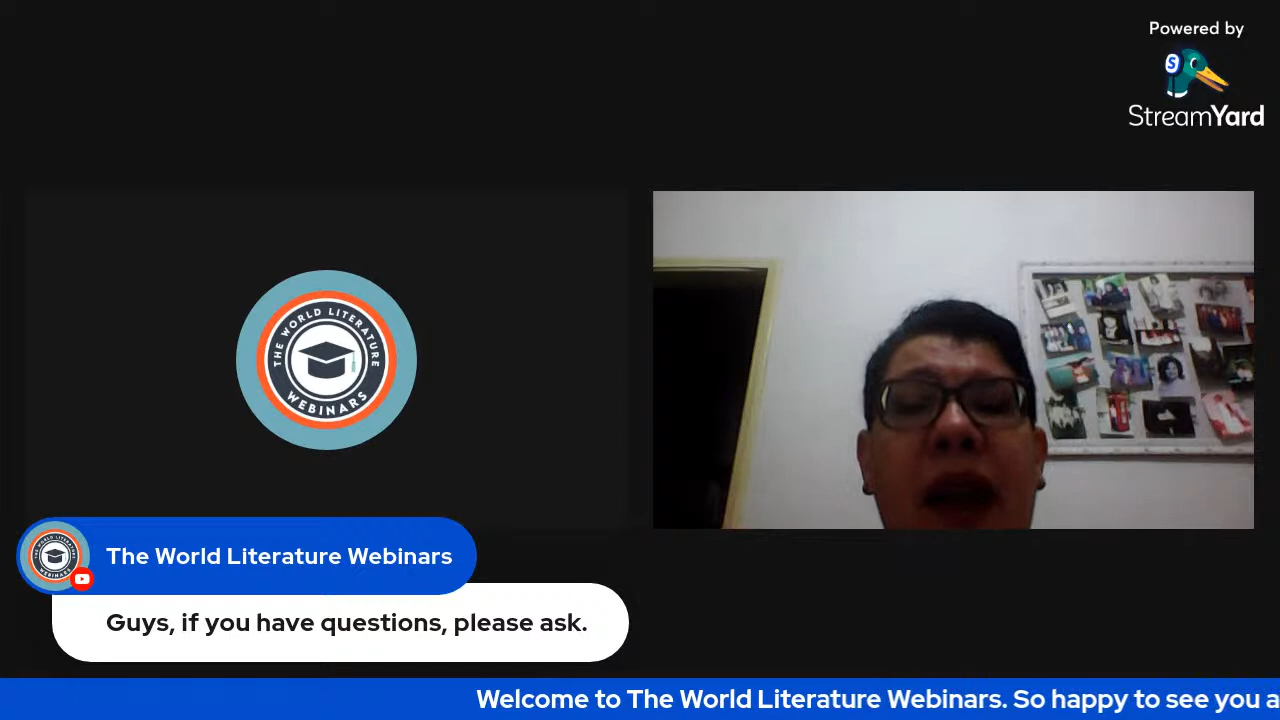 Powered by
S
StreamYard
THE WORLD LITERATURE
WEBINARS
The World Literature Webinars
Guys, if you have questions, please ask.
Welcome to The World Literature Webinars. So happy to see you a